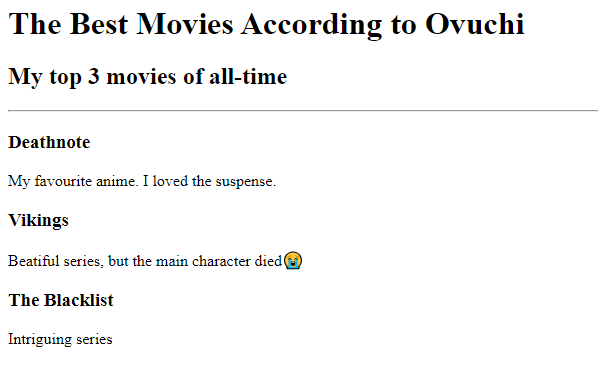 The Best Movies According to Ovuchi
My top 3 movies of all-time
Deathnote
My favourite anime. I loved the suspense.
Vikings
Beatiful series, but the main character died😭
The Blacklist
Intriguing series